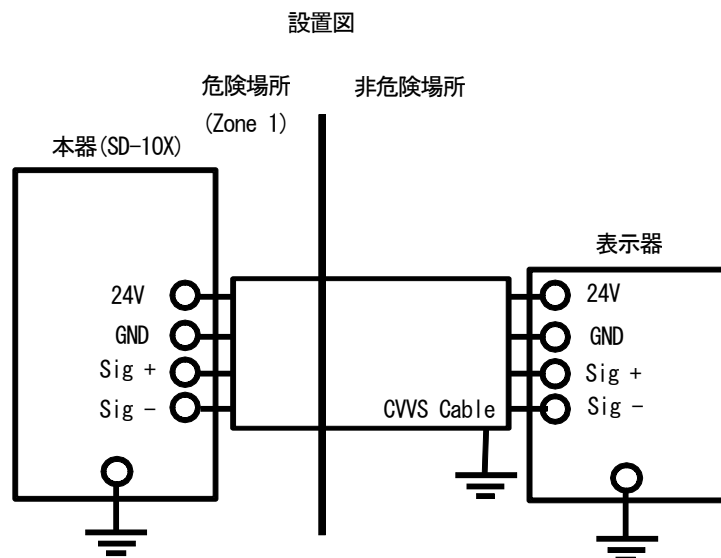 設置図
危険場所
(Zone 1)
非危険場所
本器(SD-10X)
表示器
24V
GND
Sig +
Sig -
CVVS Cable
24V
GND
Sig +
Sig -